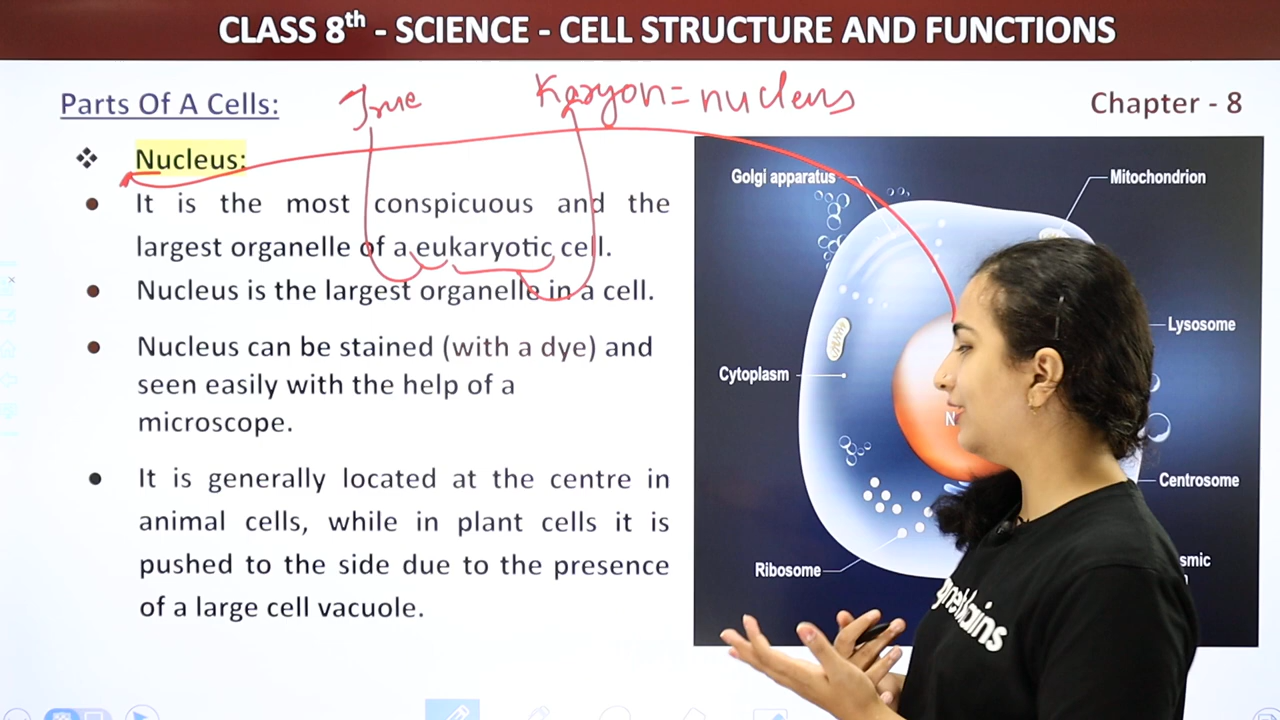 CLASS 8th - SCIENCE - CELL STRUCTURE AND FUNCTIONS
Parts Of A Cells:
True
Karyon = nucleus
Chapter - 8
❖ Nucleus:
• It is the most conspicuous and the
largest organelle of a eukaryotic cell.
• Nucleus is the largest organelle in a cell.
• Nucleus can be stained (with a dye) and
seen easily with the help of a
microscope.
• It is generally located at the centre in
animal cells, while in plant cells it is
pushed to the side due to the presence
of a large cell vacuole.
Golgi apparatus
Mitochondrion
Lysosome
Cytoplasm
N
Centrosome
Ribosome
smic